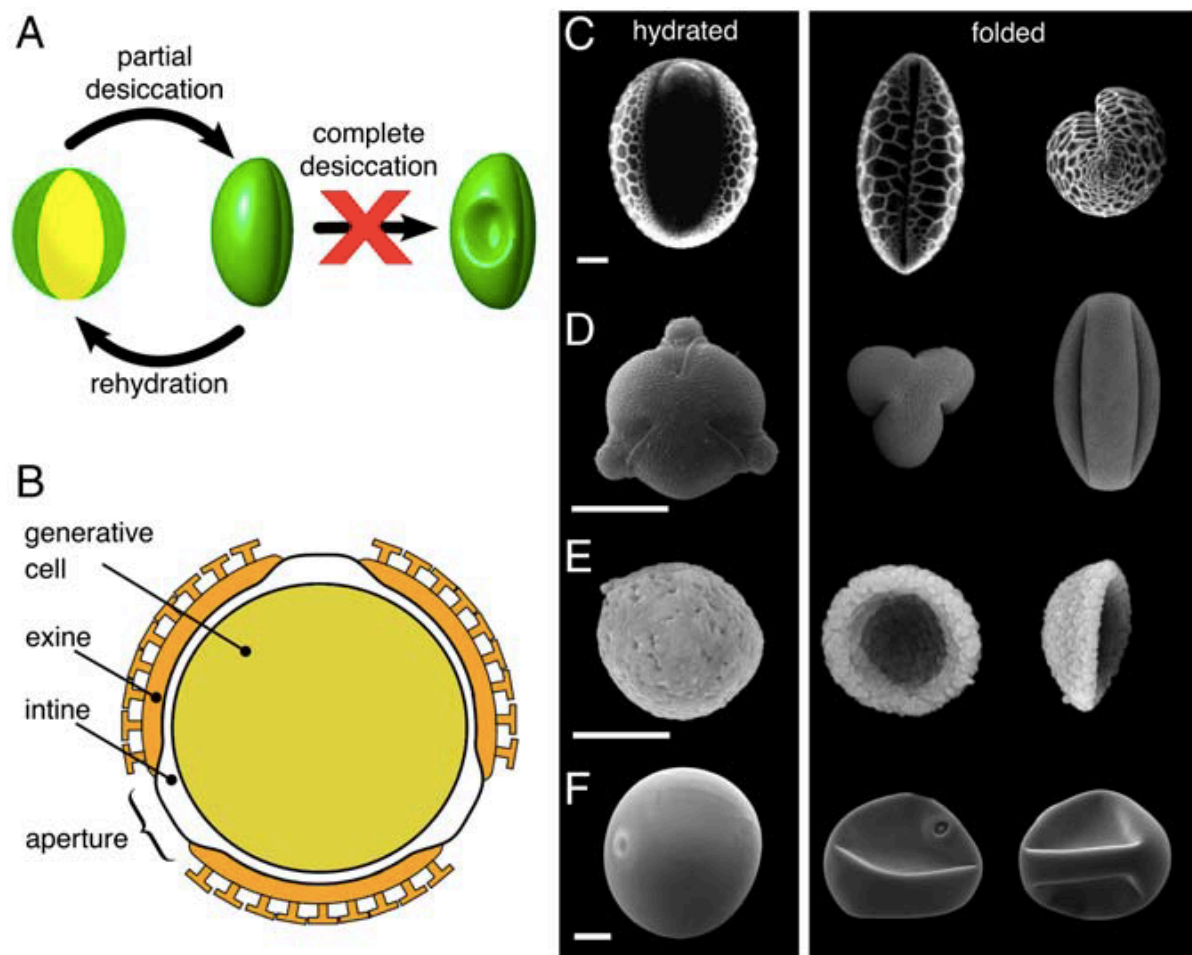 A
partial
desiccation
complete
desiccation
rehydration
B
generative
cell
exine
intine
aperture
C
hydrated
folded
D
E
F